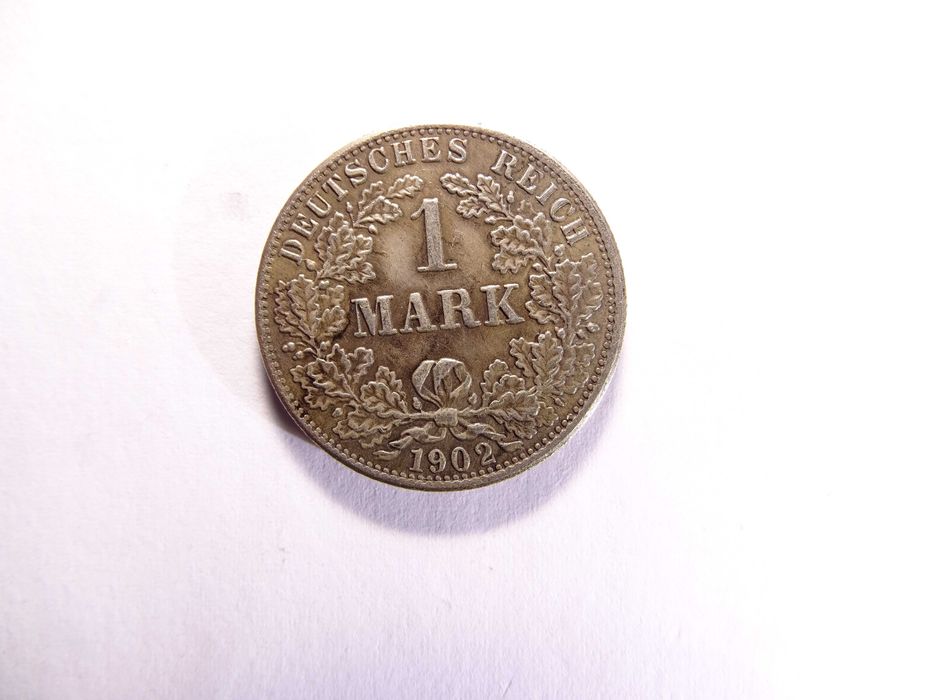 DEUTSCHES REICH
1
MARK
1902